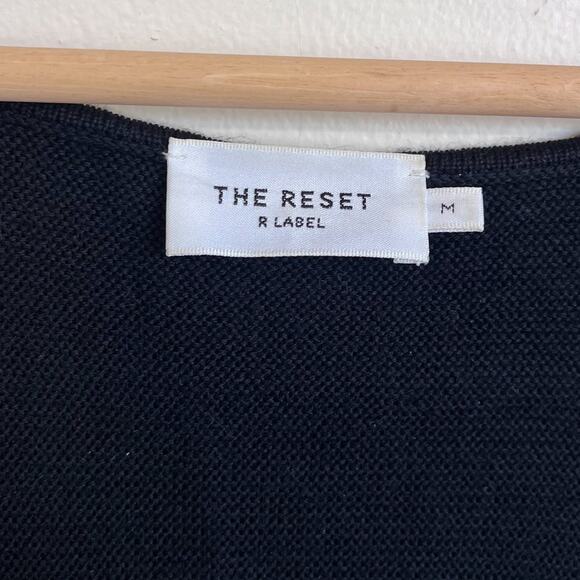 THE RESET
R LABEL
M